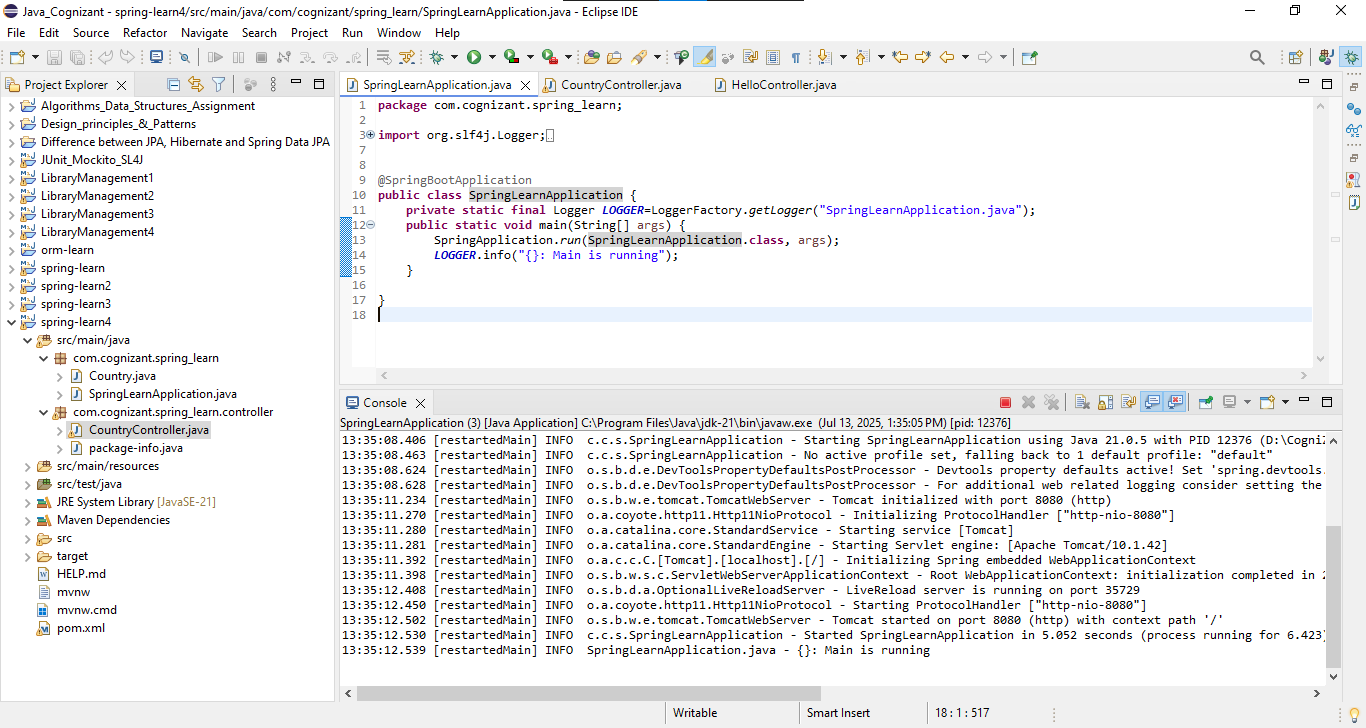 Java_Cognizant - spring-learn4/src/main/java/com/cognizant/spring_learn/SpringLearnApplication.java - Eclipse IDE
File Edit Source Refactor Navigate Search Project Run Window Help
Project Explorer
Algorithms_Data_Structures_Assignment
Design_principles_&_Patterns
Difference between JPA, Hibernate and Spring Data JPA
JUnit_Mockito_SL4J
LibraryManagement1
LibraryManagement2
LibraryManagement3
LibraryManagement4
orm-learn
spring-learn
spring-learn2
spring-learn3
spring-learn4
src/main/java
com.cognizant.spring_learn
Country.java
SpringLearnApplication.java
com.cognizant.spring_learn.controller
CountryController.java
package-info.java
src/main/resources
src/test/java
JRE System Library [JavaSE-21]
Maven Dependencies
src
target
HELP.md
mvnw
mvnw.cmd
pom.xml
SpringLearnApplication.java CountryController.java HelloController.java
1 package com.cognizant.spring_learn;
2
3 import org.slf4j.Logger;
7
8
9 @SpringBootApplication
10 public class SpringLearnApplication {
11 private static final Logger LOGGER=LoggerFactory.getLogger("SpringLearnApplication.java");
12 public static void main(String[] args) {
13 SpringApplication.run(SpringLearnApplication.class, args);
14 LOGGER.info("{}: Main is running");
15 }
16
17 }
18
Console
SpringLearnApplication (3) [Java Application] C:\Program Files\Java\jdk-21\bin\javaw.exe (Jul 13, 2025, 1:35:05 PM) [pid: 12376]
13:35:08.406 [restartedMain] INFO c.c.s.SpringLearnApplication - Starting SpringLearnApplication using Java 21.0.5 with PID 12376 (D:\Cogniz
13:35:08.463 [restartedMain] INFO c.c.s.SpringLearnApplication - No active profile set, falling back to 1 default profile: "default"
13:35:08.624 [restartedMain] INFO o.s.b.d.e.DevToolsPropertyDefaultsPostProcessor - Devtools property defaults active! Set 'spring.devtools.
13:35:08.628 [restartedMain] INFO o.s.b.d.e.DevToolsPropertyDefaultsPostProcessor - For additional web related logging consider setting the
13:35:11.234 [restartedMain] INFO o.s.b.w.e.tomcat.TomcatWebServer - Tomcat initialized with port 8080 (http)
13:35:11.270 [restartedMain] INFO o.a.coyote.http11.Http11NioProtocol - Initializing ProtocolHandler ["http-nio-8080"]
13:35:11.280 [restartedMain] INFO o.a.catalina.core.StandardService - Starting service [Tomcat]
13:35:11.281 [restartedMain] INFO o.a.catalina.core.StandardEngine - Starting Servlet engine: [Apache Tomcat/10.1.42]
13:35:11.392 [restartedMain] INFO o.a.c.c.C.[Tomcat].[localhost].[/] - Initializing Spring embedded WebApplicationContext
13:35:11.398 [restartedMain] INFO o.s.b.w.s.c.ServletWebServerApplicationContext - Root WebApplicationContext: initialization completed in 2
13:35:12.408 [restartedMain] INFO o.s.b.d.a.OptionalLiveReloadServer - LiveReload server is running on port 35729
13:35:12.450 [restartedMain] INFO o.a.coyote.http11.Http11NioProtocol - Starting ProtocolHandler ["http-nio-8080"]
13:35:12.502 [restartedMain] INFO o.s.b.w.e.tomcat.TomcatWebServer - Tomcat started on port 8080 (http) with context path '/'
13:35:12.530 [restartedMain] INFO c.c.s.SpringLearnApplication - Started SpringLearnApplication in 5.052 seconds (process running for 6.423)
13:35:12.539 [restartedMain] INFO SpringLearnApplication.java - {}: Main is running
Writable Smart Insert 18 : 1 : 517